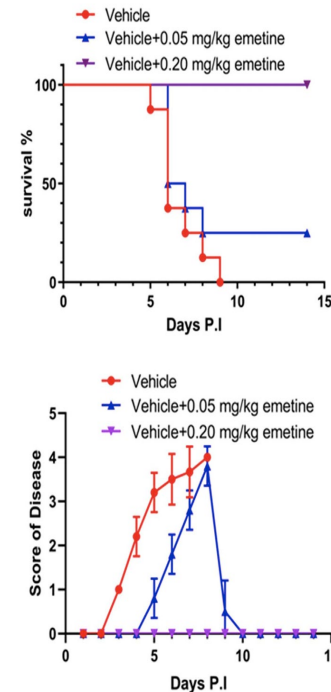 Vehicle
Vehicle+0.05 mg/kg emetine
Vehicle+0.20 mg/kg emetine
100
50
0
survival %
0 5 10 15
Days P.I
Vehicle
Vehicle+0.05 mg/kg emetine
Vehicle+0.20 mg/kg emetine
5
4
3
2
1
0
Score of Disease
0 5 10 1
Days P.I